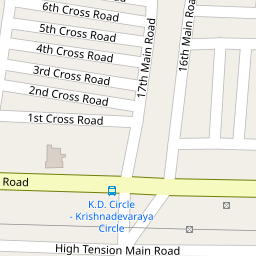 6th Cross Road
5th Cross Road
4th Cross Road
3rd Cross Road
2nd Cross Road
1st Cross Road
17th Main Road
16th Main Road
Road
K.D. Circle
- Krishnadevaraya
Circle
High Tension Main Road